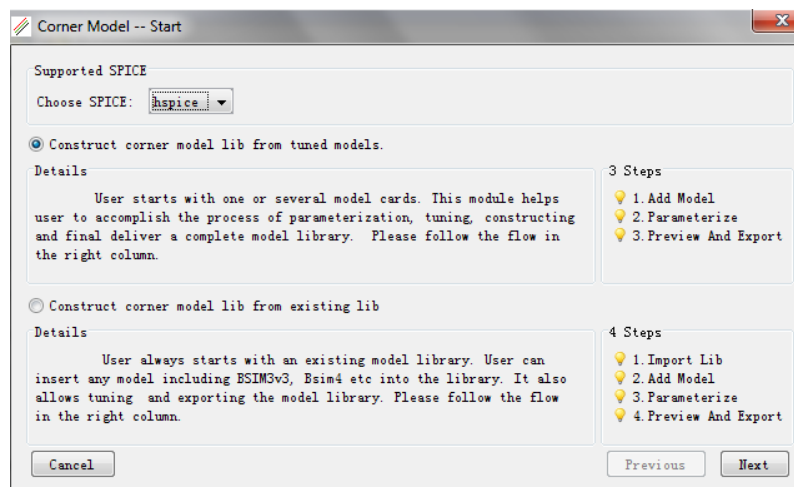 Corner Model -- Start
Supported SPICE
Choose SPICE: hspice
Construct corner model lib from tuned models.
Details
User starts with one or several model cards. This module helps
user to accomplish the process of parameterization, tuning, constructing
and final deliver a complete model library. Please follow the flow in
the right column.
3 Steps
1. Add Model
2. Parameterize
3. Preview And Export
Construct corner model lib from existing lib
Details
User always starts with an existing model library. User can
insert any model including BSIM3v3, Bsim4 etc into the library. It also
allows tuning and exporting the model library. Please follow the flow
in the right column.
4 Steps
1. Import Lib
2. Add Model
3. Parameterize
4. Preview And Export
Cancel
Previous
Next